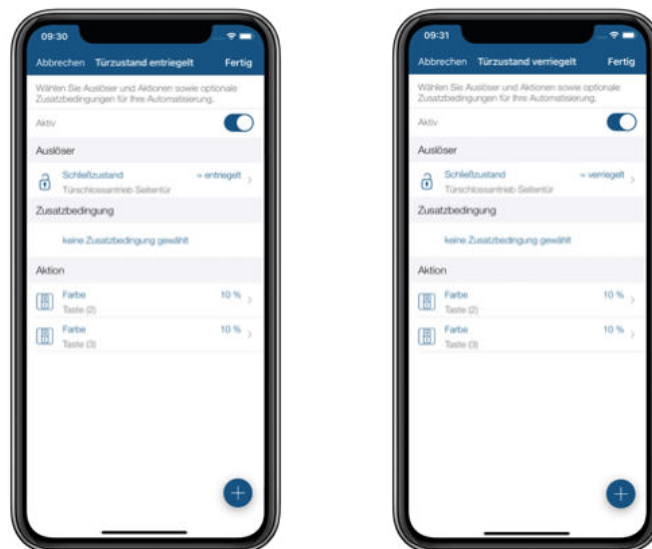 09:30
Abbrechen Türzustand entriegelt Fertig
Wählen Sie Auslöser und Aktionen sowie optionale
Zusatzbedingungen für Ihre Automatisierung.
Aktiv
Auslöser
Schließzustand = entriegelt
Türschlossantrieb Seitentür
Zusatzbedingung
keine Zusatzbedingung gewählt
Aktion
Farbe 10 %
Taste (2)
Farbe 10 %
Taste (3)
09:31
Abbrechen Türzustand verriegelt Fertig
Wählen Sie Auslöser und Aktionen sowie optionale
Zusatzbedingungen für Ihre Automatisierung.
Aktiv
Auslöser
Schließzustand = verriegelt
Türschlossantrieb Seitentür
Zusatzbedingung
keine Zusatzbedingung gewählt
Aktion
Farbe 10 %
Taste (2)
Farbe 10 %
Taste (3)